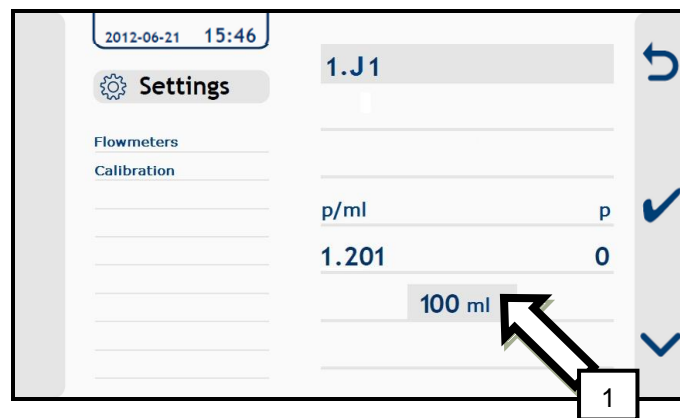 2012-06-21 15:46
Settings
Flowmeters
Calibration
1.J1
p/ml p
1.201 0
100 ml
1